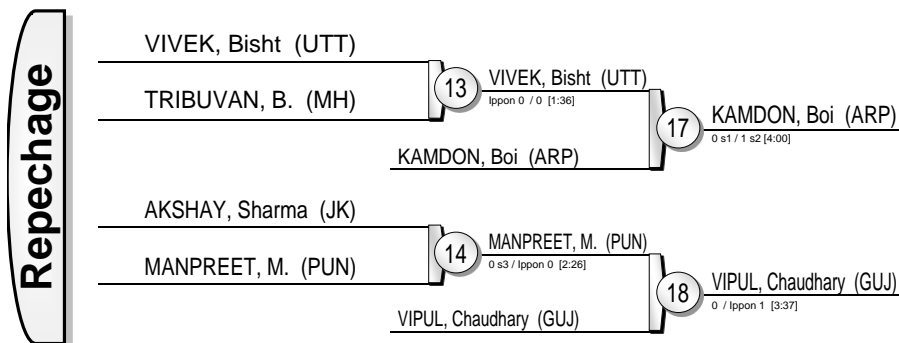 Repechage
VIVEK, Bisht (UTT)
TRIBUVAN, B. (MH)
13
VIVEK, Bisht (UTT)
Ippon 0 / 0 [1:36]
KAMDON, Boi (ARP)
17
KAMDON, Boi (ARP)
0 s1 / 1 s2 [4:00]
AKSHAY, Sharma (JK)
MANPREET, M. (PUN)
14
MANPREET, M. (PUN)
0 s3 / Ippon 0 [2:26]
VIPUL, Chaudhary (GUJ)
18
VIPUL, Chaudhary (GUJ)
0 / Ippon 1 [3:37]